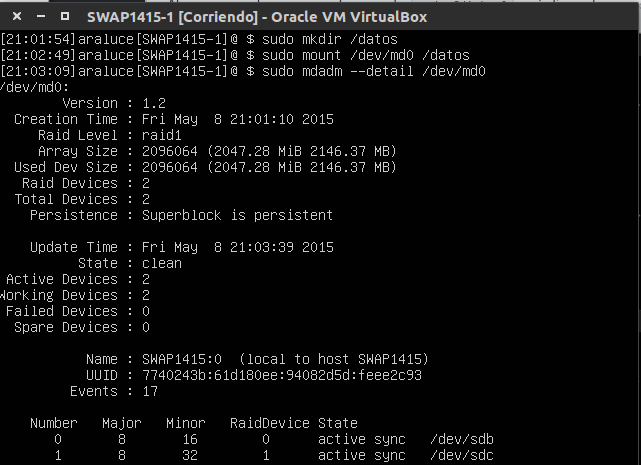 SWAP1415-1 [Corriendo] - Oracle VM VirtualBox
[21:01:54]araluce[SWAP1415-1]@ $ sudo mkdir /datos
[21:02:49]araluce[SWAP1415-1]@ $ sudo mount /dev/md0 /datos
[21:03:09]araluce[SWAP1415-1]@ $ sudo mdadm --detail /dev/md0
/dev/md0:
Version : 1.2
Creation Time : Fri May  8 21:01:10 2015
Raid Level : raid1
Array Size : 2096064 (2047.28 MiB 2146.37 MB)
Used Dev Size : 2096064 (2047.28 MiB 2146.37 MB)
Raid Devices : 2
Total Devices : 2
Persistence : Superblock is persistent
Update Time : Fri May  8 21:03:39 2015
State : clean
Active Devices : 2
Working Devices : 2
Failed Devices : 0
Spare Devices : 0
Name : SWAP1415:0  (local to host SWAP1415)
UUID : 7740243b:61d180ee:94082d5d:feee2c93
Events : 17
Number   Major   Minor   RaidDevice State
0       8       16        0      active sync   /dev/sdb
1       8       32        1      active sync   /dev/sdc